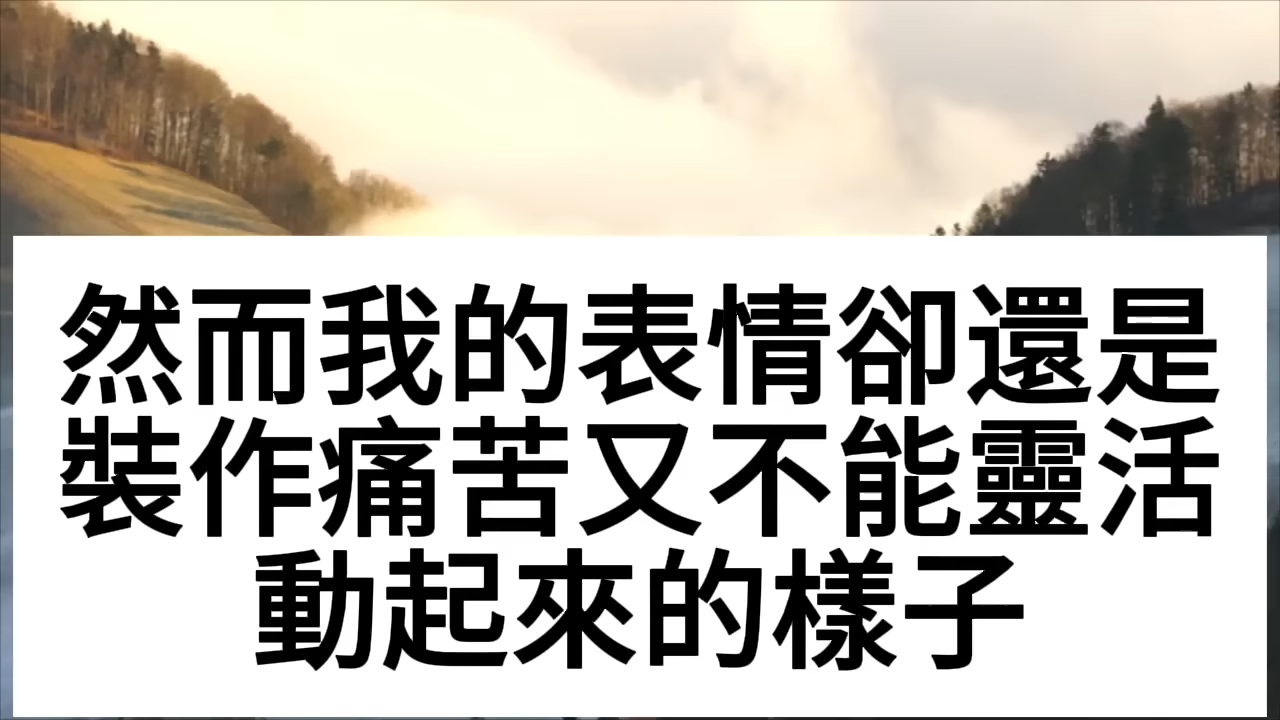 然而我的表情卻還是
裝作痛苦又不能靈活
動起來的樣子